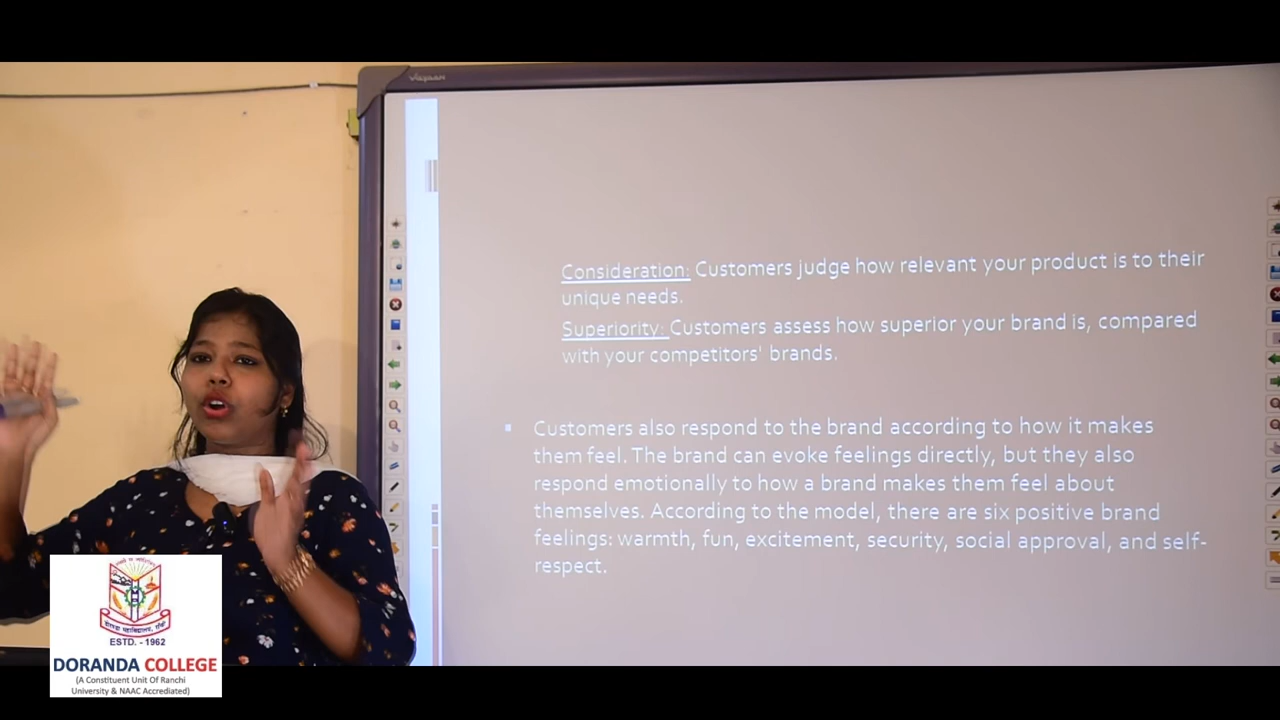 Consideration: Customers judge how relevant your product is to their
unique needs.
Superiority: Customers assess how superior your brand is, compared
with your competitors' brands.
▪ Customers also respond to the brand according to how it makes
them feel. The brand can evoke feelings directly, but they also
respond emotionally to how a brand makes them feel about
themselves. According to the model, there are six positive brand
feelings: warmth, fun, excitement, security, social approval, and self-
respect.
ESTD. - 1962
DORANDA COLLEGE
(A Constituent Unit Of Ranchi
University & NAAC Accredited)